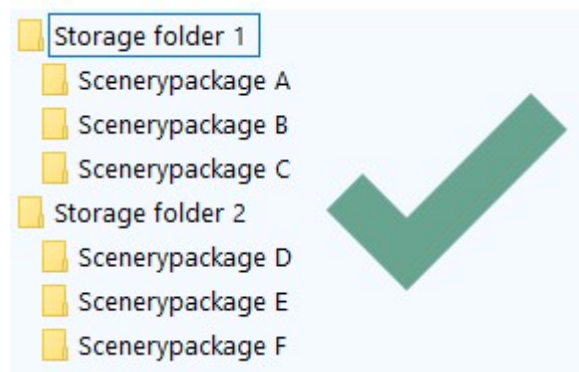 Storage folder 1
Scenerypackage A
Scenerypackage B
Scenerypackage C
Storage folder 2
Scenerypackage D
Scenerypackage E
Scenerypackage F